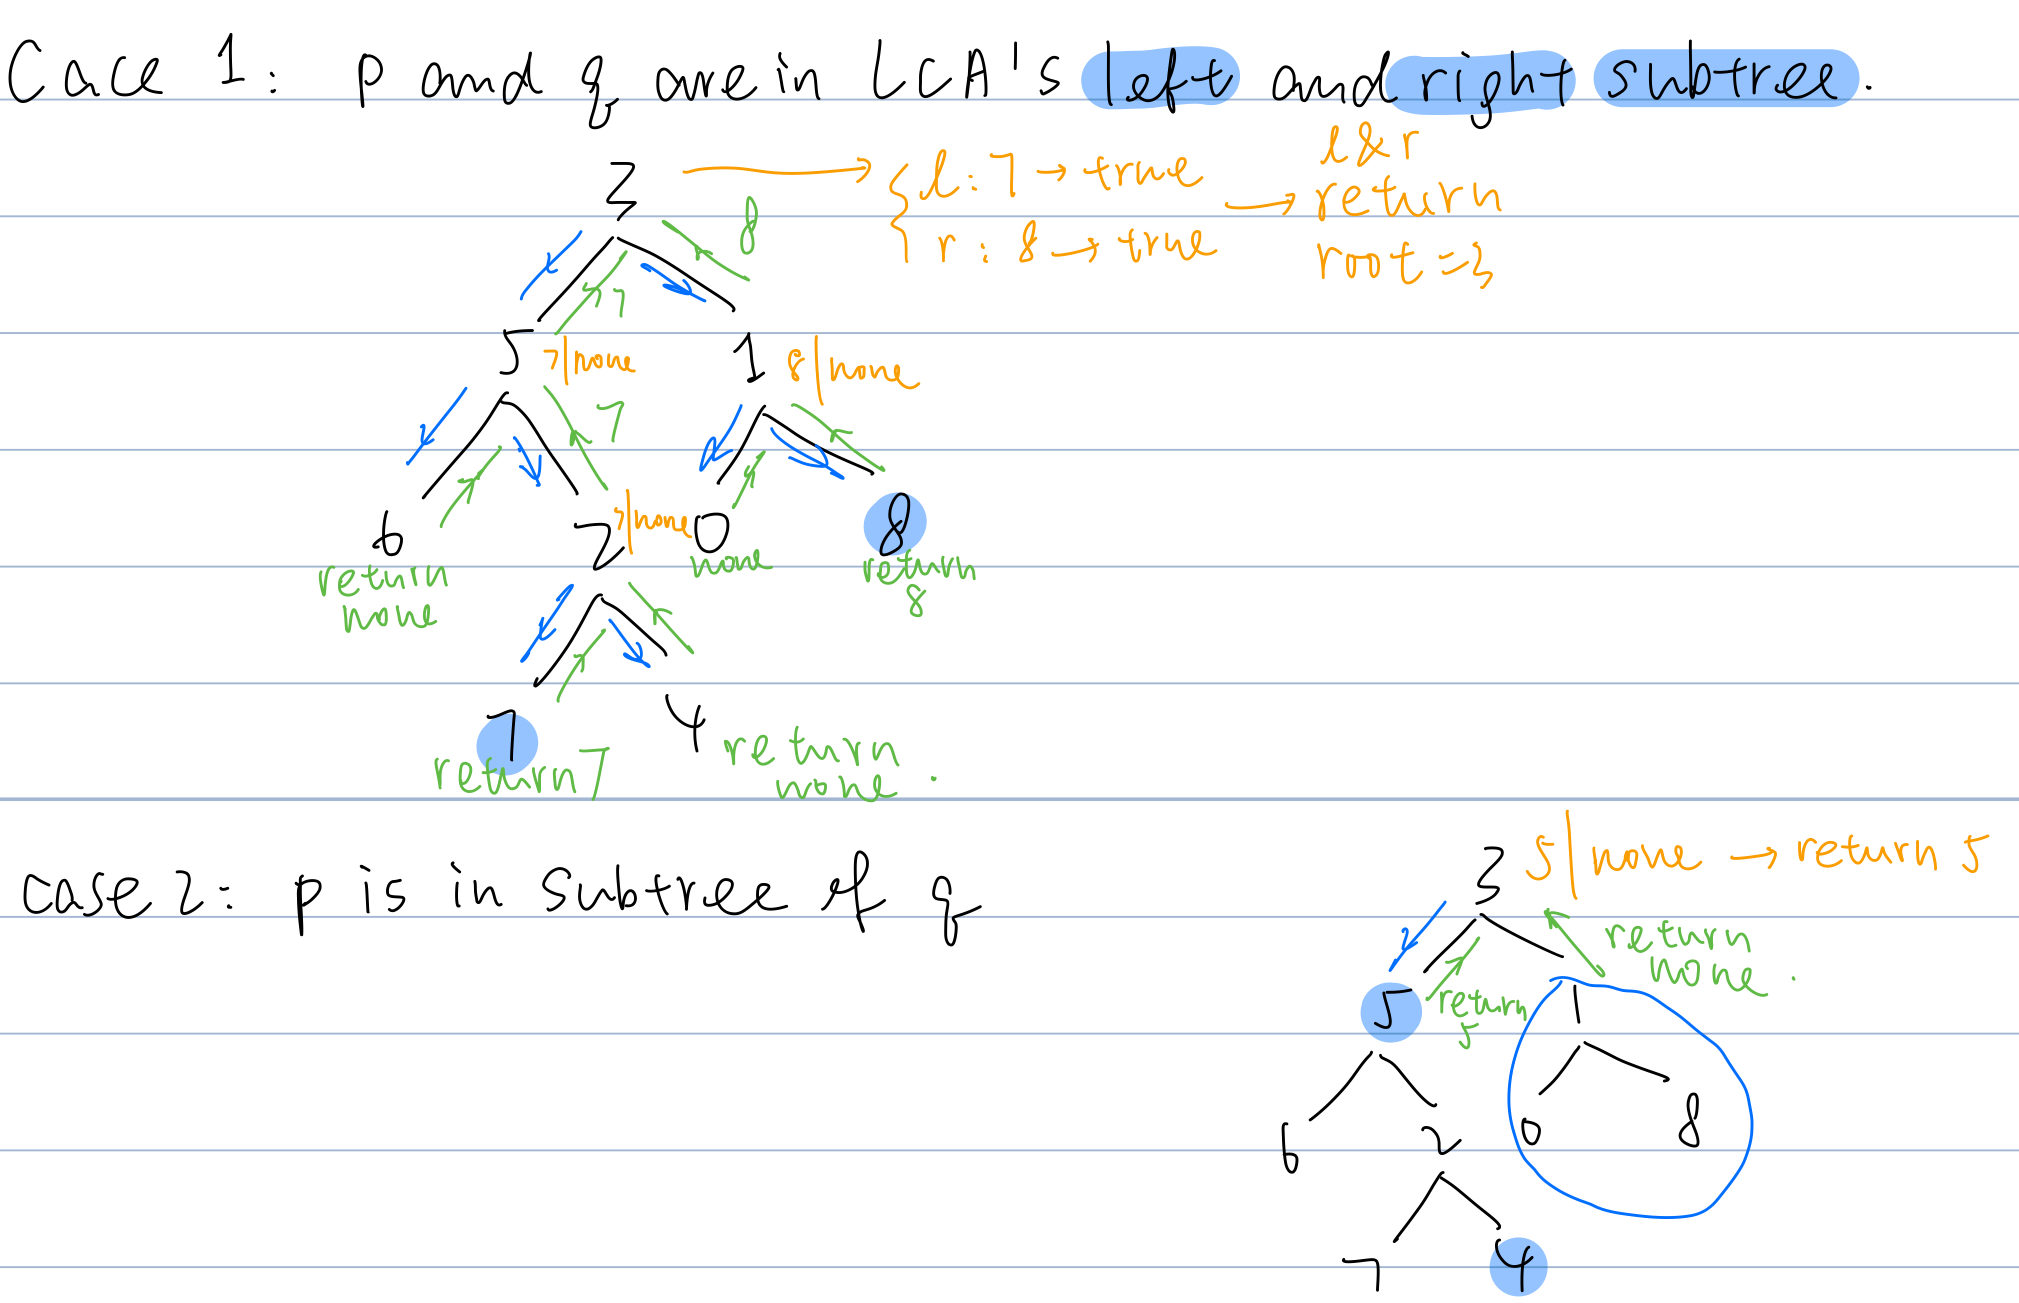 Cace 1: p and q are in LCA's left and right subtree.
3 → { l: 7 → true → l&r
r: 8 → true return
root = 3
8
7
5 7|none 1 8|none
7
6 2 7|none 0 8
return none none return 8
7 4
return 7 return none.
case 2: p is in subtree of q
3 5|none → return 5
return none.
5 return 5 1
6 2 0 8
7 4